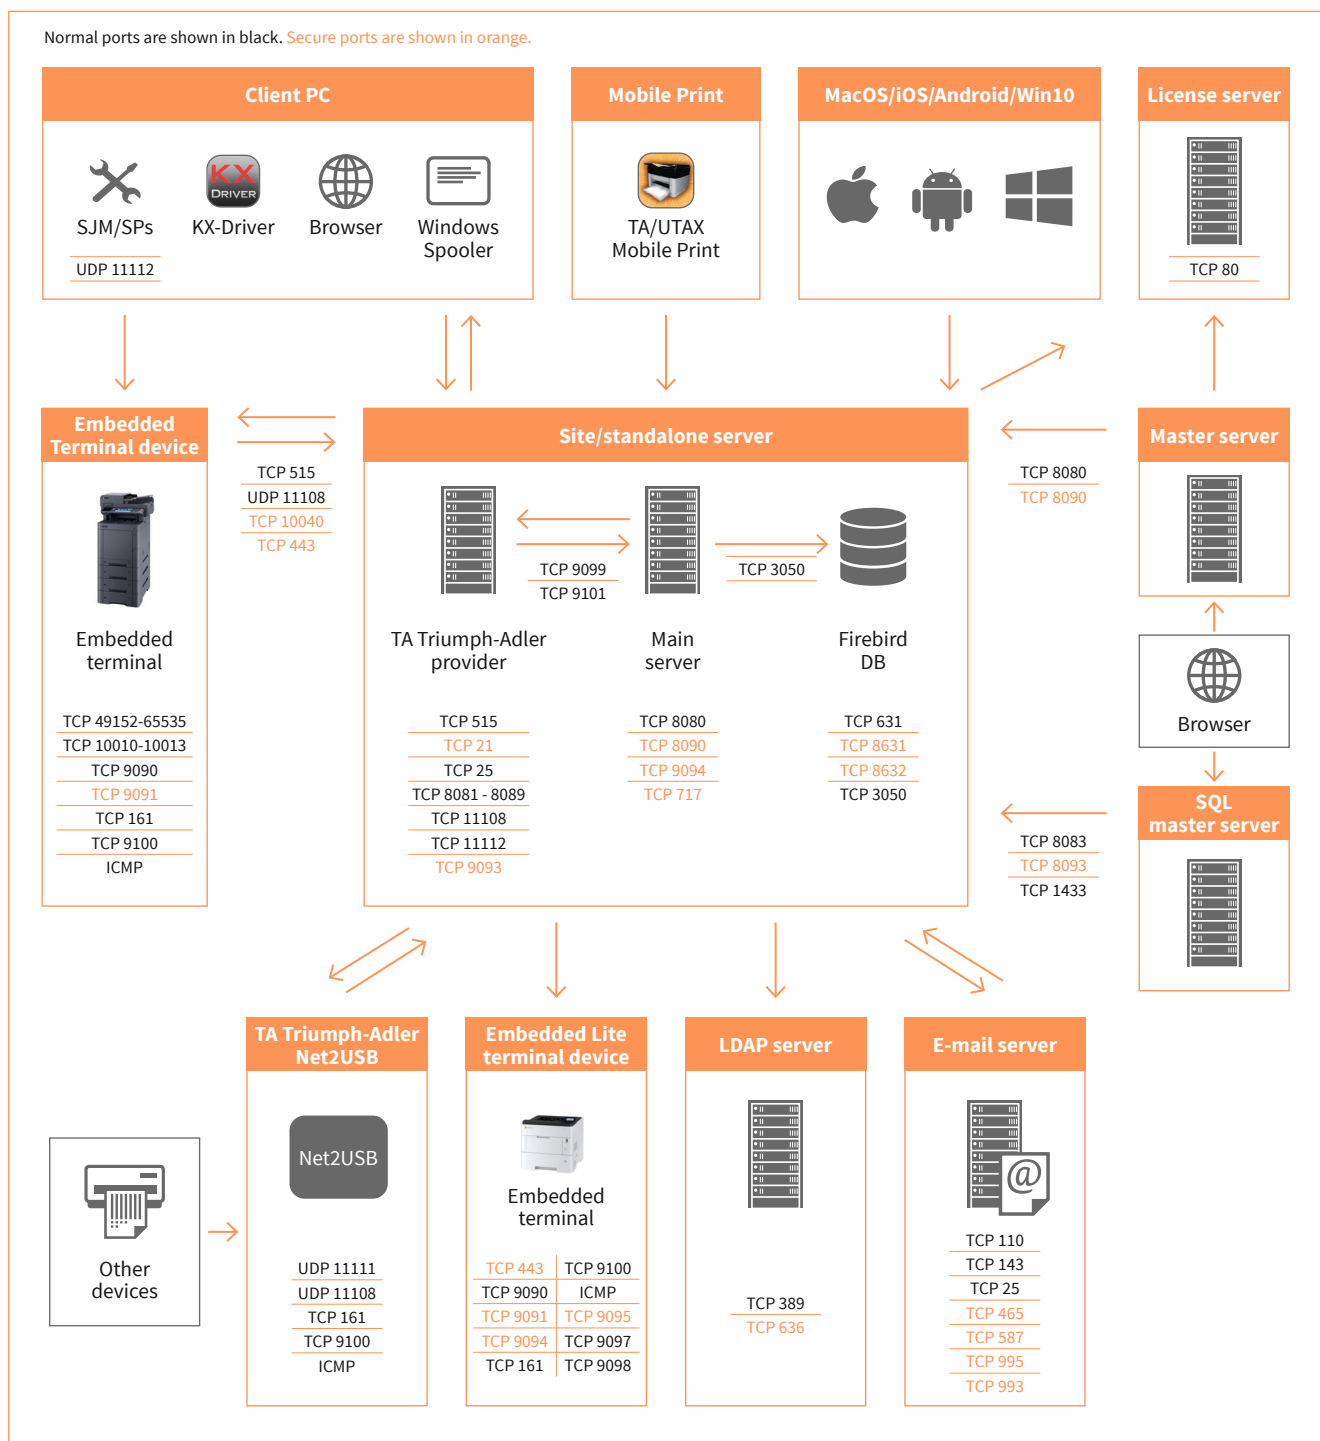 Normal ports are shown in black. Secure ports are shown in orange.
Client PC
SJM/SPs
UDP 11112
KX
DRIVER
KX-Driver
Browser
Windows
Spooler
Mobile Print
TA/UTAX
Mobile Print
MacOS/iOS/Android/Win10
License server
TCP 80
Embedded
Terminal device
Embedded
terminal
TCP 49152-65535
TCP 10010-10013
TCP 9090
TCP 9091
TCP 161
TCP 9100
ICMP
TCP 515
UDP 11108
TCP 10040
TCP 443
Site/standalone server
TCP 9099
TCP 9101
TCP 3050
TA Triumph-Adler
provider
TCP 515
TCP 21
TCP 25
TCP 8081 - 8089
TCP 11108
TCP 11112
TCP 9093
Main
server
TCP 8080
TCP 8090
TCP 9094
TCP 717
Firebird
DB
TCP 631
TCP 8631
TCP 8632
TCP 3050
TCP 8080
TCP 8090
Master server
Browser
TCP 8083
TCP 8093
TCP 1433
SQL
master server
Other
devices
TA Triumph-Adler
Net2USB
Net2USB
UDP 11111
UDP 11108
TCP 161
TCP 9100
ICMP
Embedded Lite
terminal device
Embedded
terminal
TCP 443 TCP 9100
TCP 9090 ICMP
TCP 9091 TCP 9095
TCP 9094 TCP 9097
TCP 161 TCP 9098
LDAP server
TCP 389
TCP 636
E-mail server
@
TCP 110
TCP 143
TCP 25
TCP 465
TCP 587
TCP 995
TCP 993